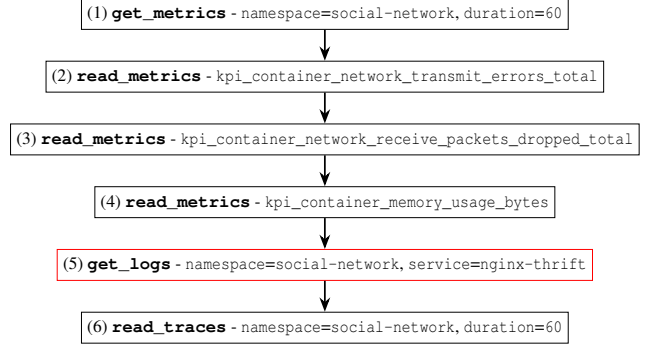 (1) get_metrics - namespace=social-network, duration=60
(2) read_metrics - kpi_container_network_transmit_errors_total
(3) read_metrics - kpi_container_network_receive_packets_dropped_total
(4) read_metrics - kpi_container_memory_usage_bytes
(5) get_logs - namespace=social-network, service=nginx-thrift
(6) read_traces - namespace=social-network, duration=60